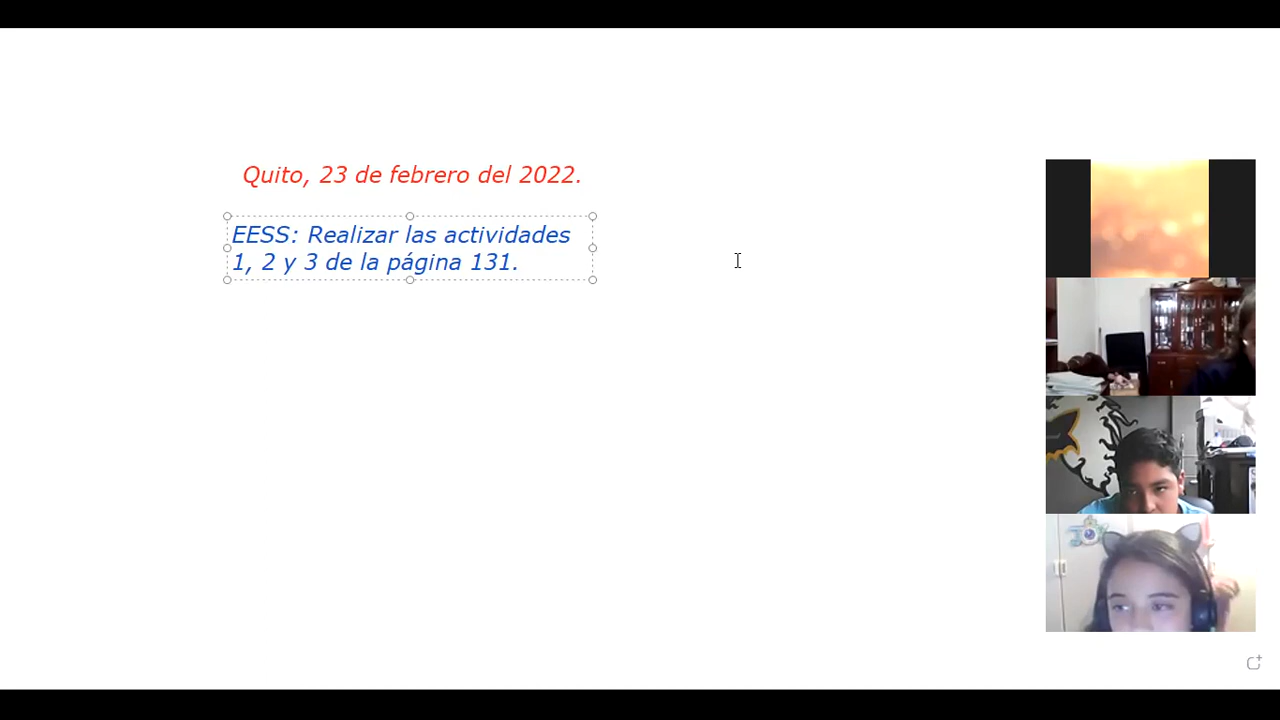 Quito, 23 de febrero del 2022.
EESS: Realizar las actividades
1, 2 y 3 de la página 131.